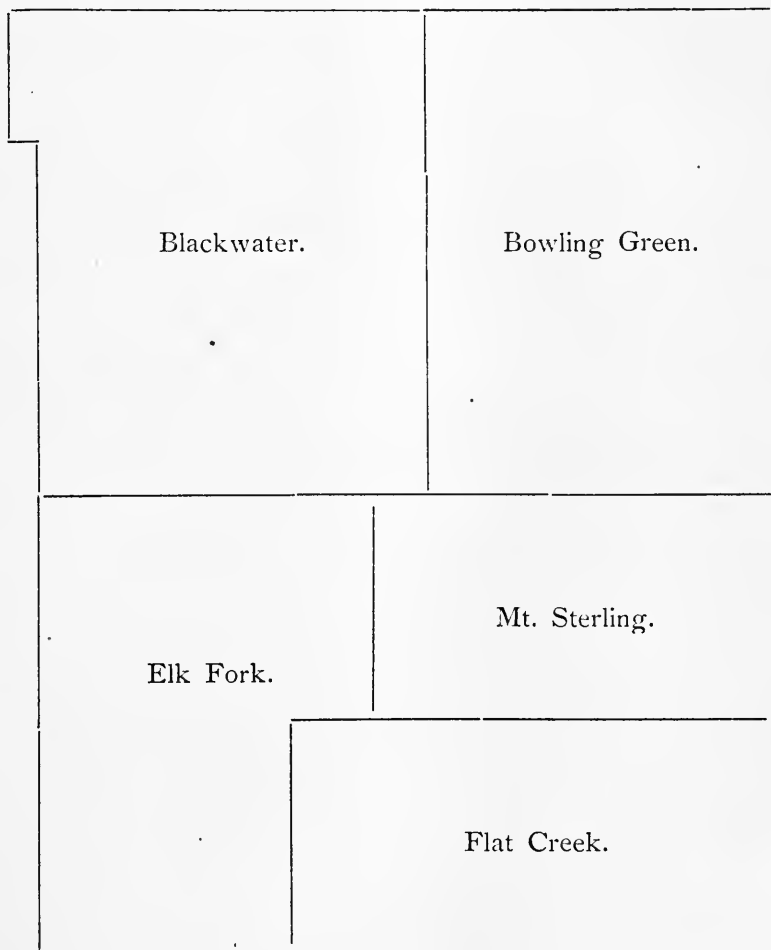 Blackwater.
Bowling Green.
Mt. Sterling.
Elk Fork.
Flat Creek.